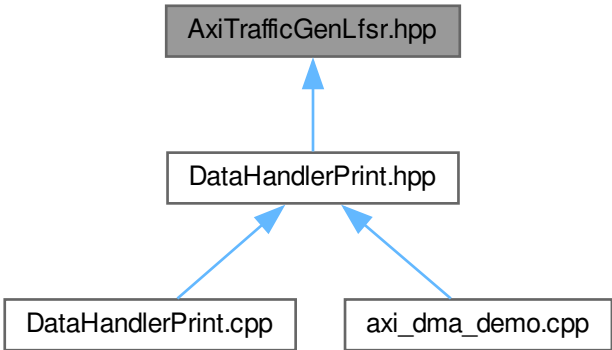 AxiTrafficGenLfsr.hpp
DataHandlerPrint.hpp
DataHandlerPrint.cpp
axi_dma_demo.cpp